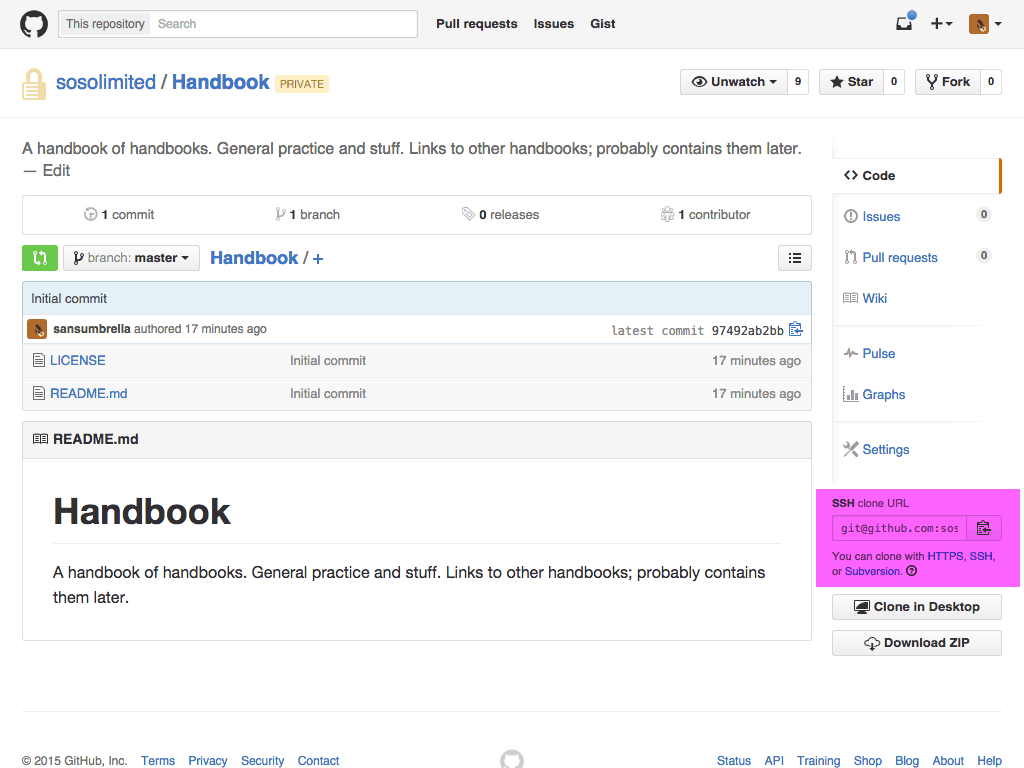 This repository Search Pull requests Issues Gist
sosolimited / Handbook PRIVATE Unwatch 9 Star 0 Fork 0
A handbook of handbooks. General practice and stuff. Links to other handbooks; probably contains them later.
— Edit
1 commit 1 branch 0 releases 1 contributor
branch: master Handbook / +
Initial commit
sansumbrella authored 17 minutes ago latest commit 97492ab2bb
LICENSE Initial commit 17 minutes ago
README.md Initial commit 17 minutes ago
README.md
Handbook
A handbook of handbooks. General practice and stuff. Links to other handbooks; probably contains
them later.
Code
Issues 0
Pull requests 0
Wiki
Pulse
Graphs
Settings
SSH clone URL
git@github.com:sos
You can clone with HTTPS, SSH,
or Subversion.
Clone in Desktop
Download ZIP
© 2015 GitHub, Inc. Terms Privacy Security Contact Status API Training Shop Blog About Help